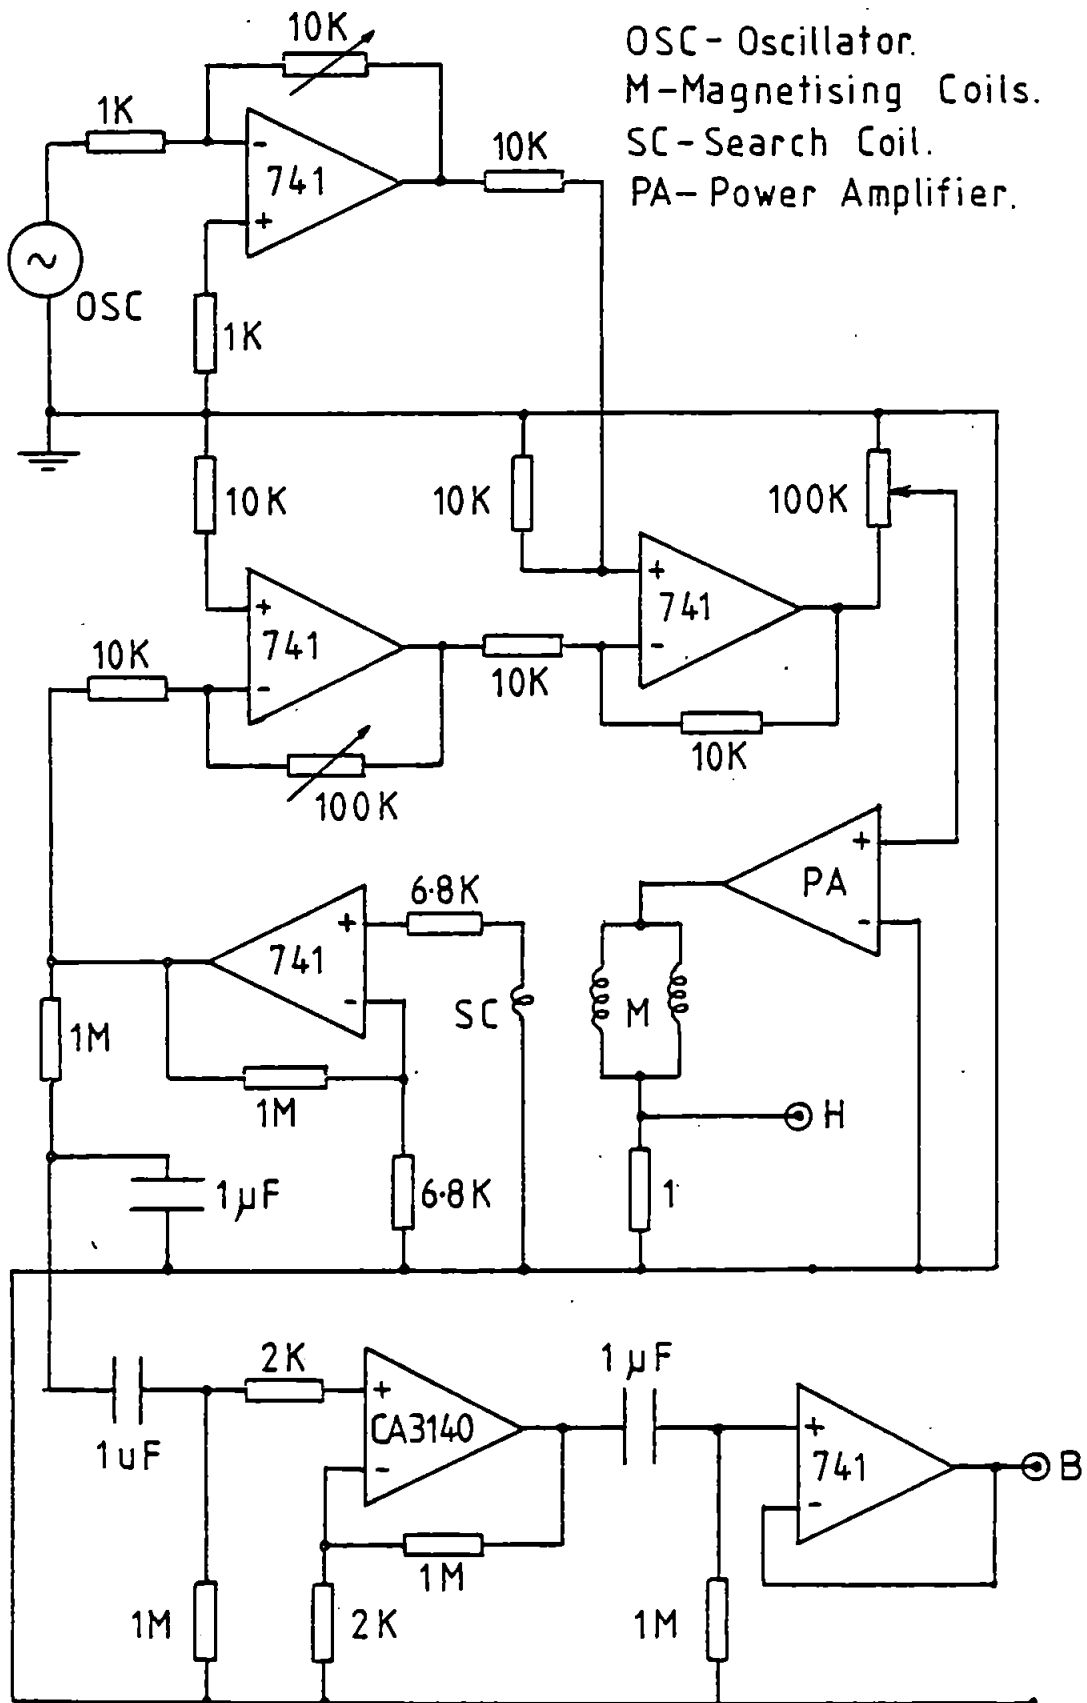 10K
OSC-Oscillator.
M-Magnetising Coils.
1K
SC-Search Coil.
10K
PA-Power Amplifier.
-
741
+
~
OSC
1K
10K
10K
100K
+
741
-
10K
+
741
-
10K
10K
100K
+
PA
-
6.8K
+
741
-
SC
M
1M
1M
H
1µF
6.8K
1
2K
1µF
+
CA3140
-
1uF
+
741
-
B
1M
1M
2K
1M